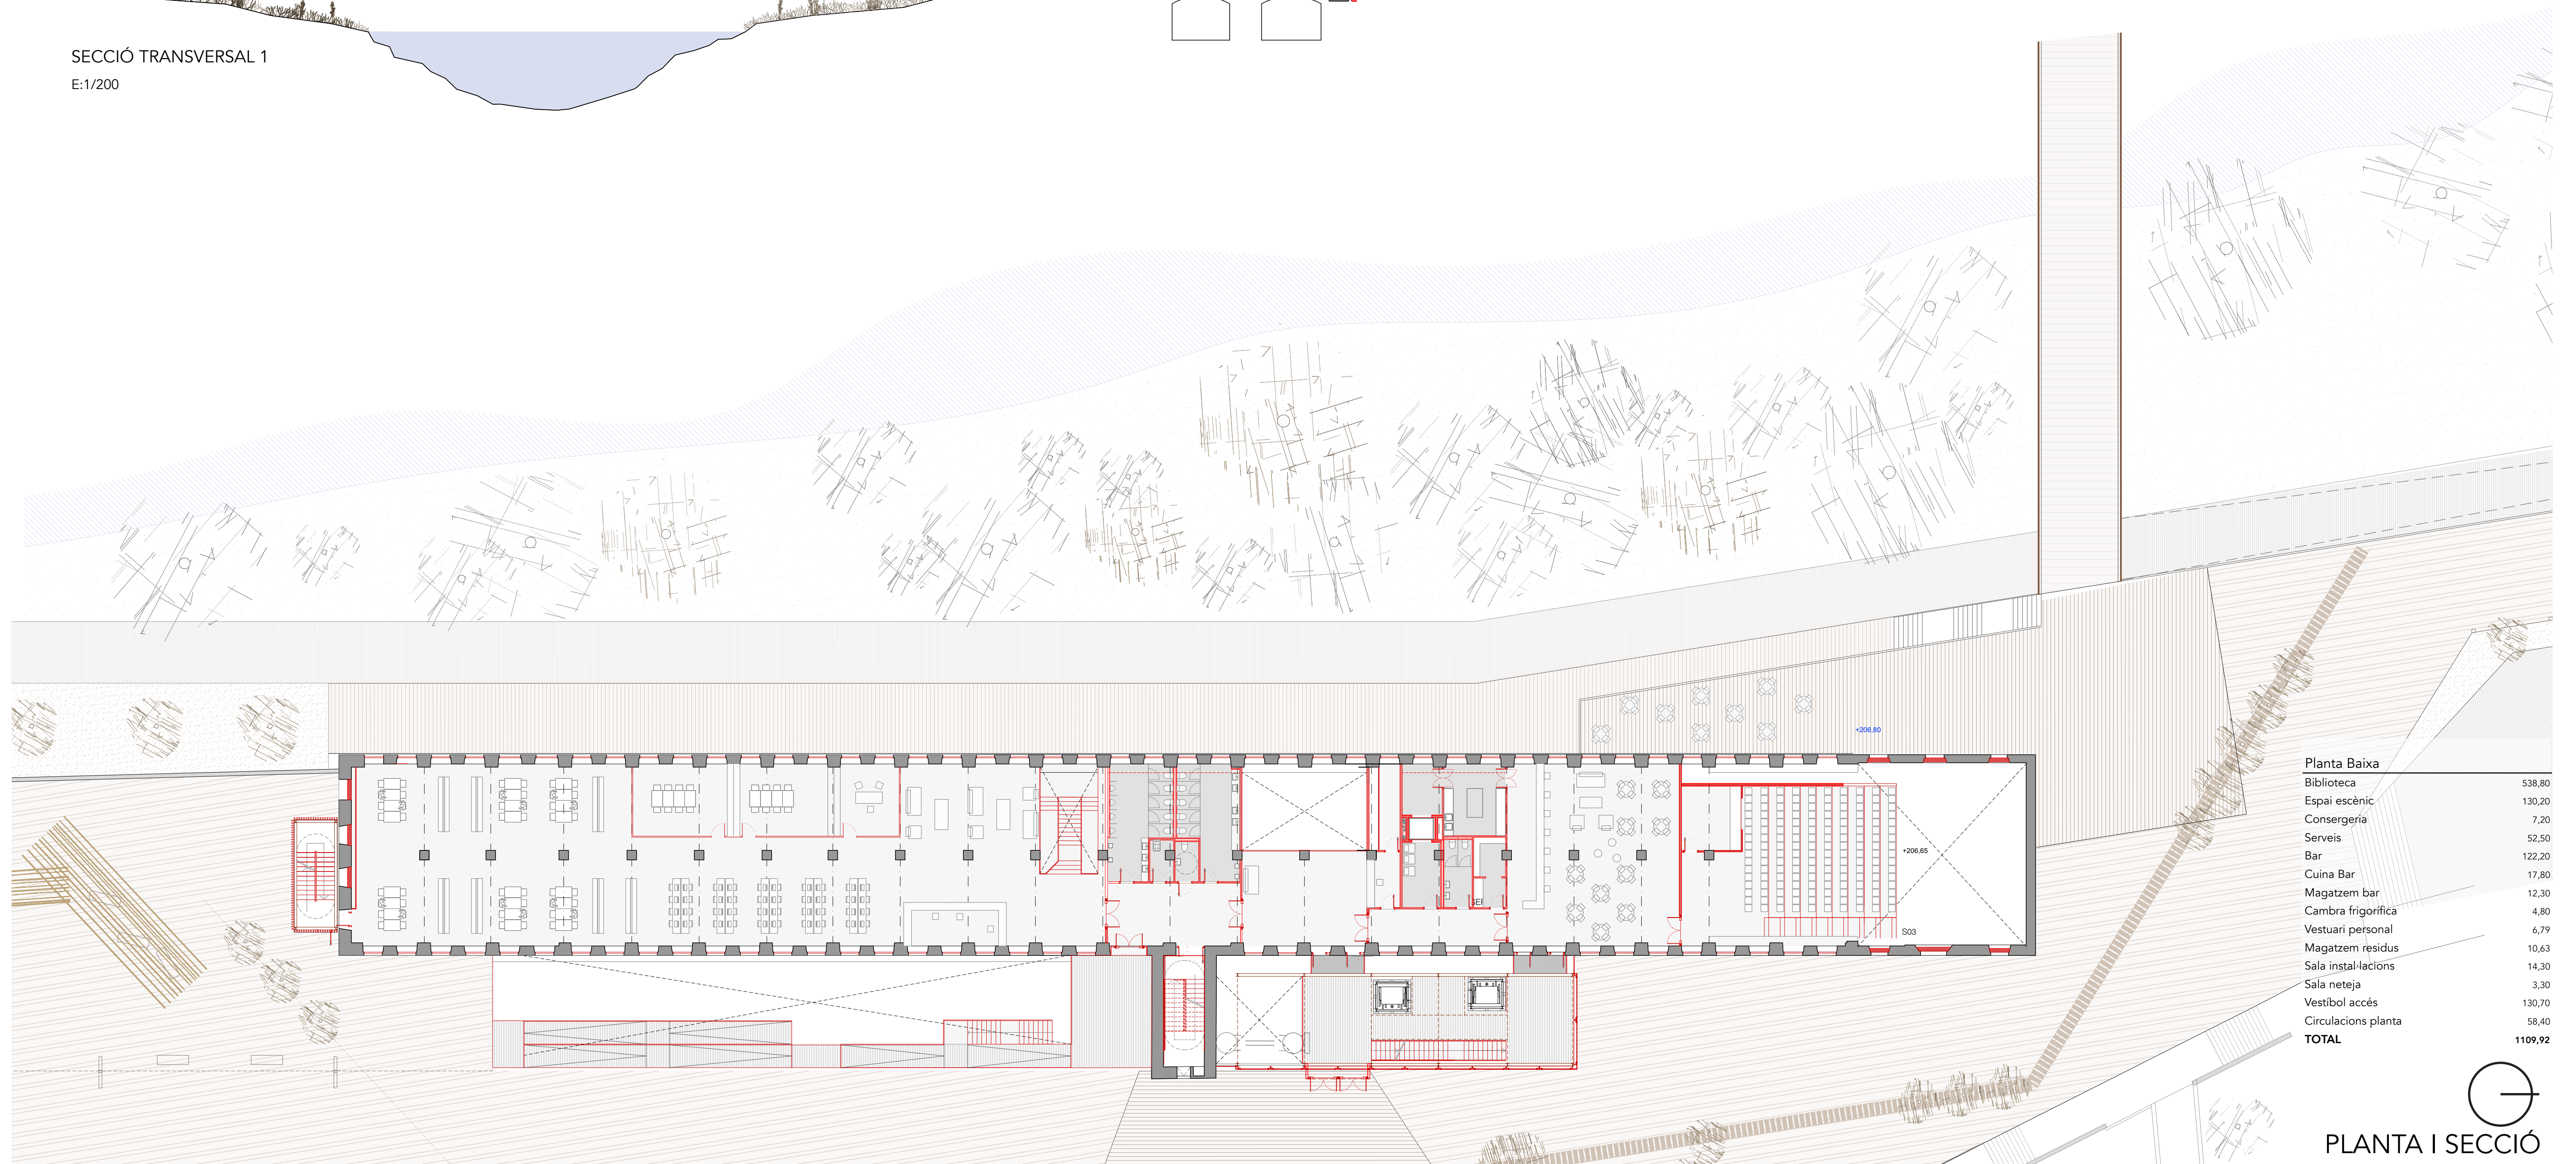 SECCIÓ TRANSVERSAL 1
E:1/200
+206,80
+206,65
S03
Planta Baixa
Biblioteca 538,80
Espai escènic 130,20
Consergeria 7,20
Serveis 52,50
Bar 122,20
Cuina Bar 17,80
Magatzem bar 12,30
Cambra frigorífica 4,80
Vestuari personal 6,79
Magatzem residus 10,63
Sala instal·lacions 14,30
Sala neteja 3,30
Vestíbol accés 130,70
Circulacions planta 58,40
TOTAL 1109,92
PLANTA I SECCIÓ